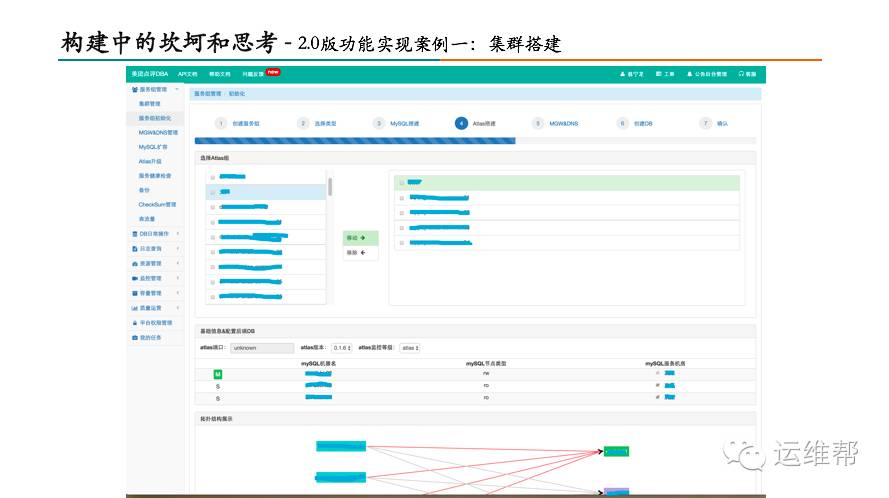 构建中的坎坷和思考 - 2.0版功能实现案例一：集群搭建
美团点评DBA API文档 帮助文档 问题反馈 new 工单 公告后台管理 客服
服务组管理
集群管理
服务组初始化
MGW&DNS管理
MySQL扩容
Atlas升级
服务健康检查
备份
CheckSum管理
表流量
DB日常操作
日志查询
资源管理
监控管理
容量管理
质量运营
平台权限管理
我的任务
服务组管理 / 初始化
1 创建服务组 2 选择类型 3 MySQL搭建 4 Atlas搭建 5 MGW&DNS 6 创建DB 7 确认
选择Atlas组
移动 →
移除 ←
基础信息&配置后端DB
atlas端口： unknown atlas版本： 0.1.6 atlas监控等级： atlas
mySQL机器名 mySQL节点类型 mySQL服务机房
M rw
S ro
S ro
拓扑结构展示
运维帮